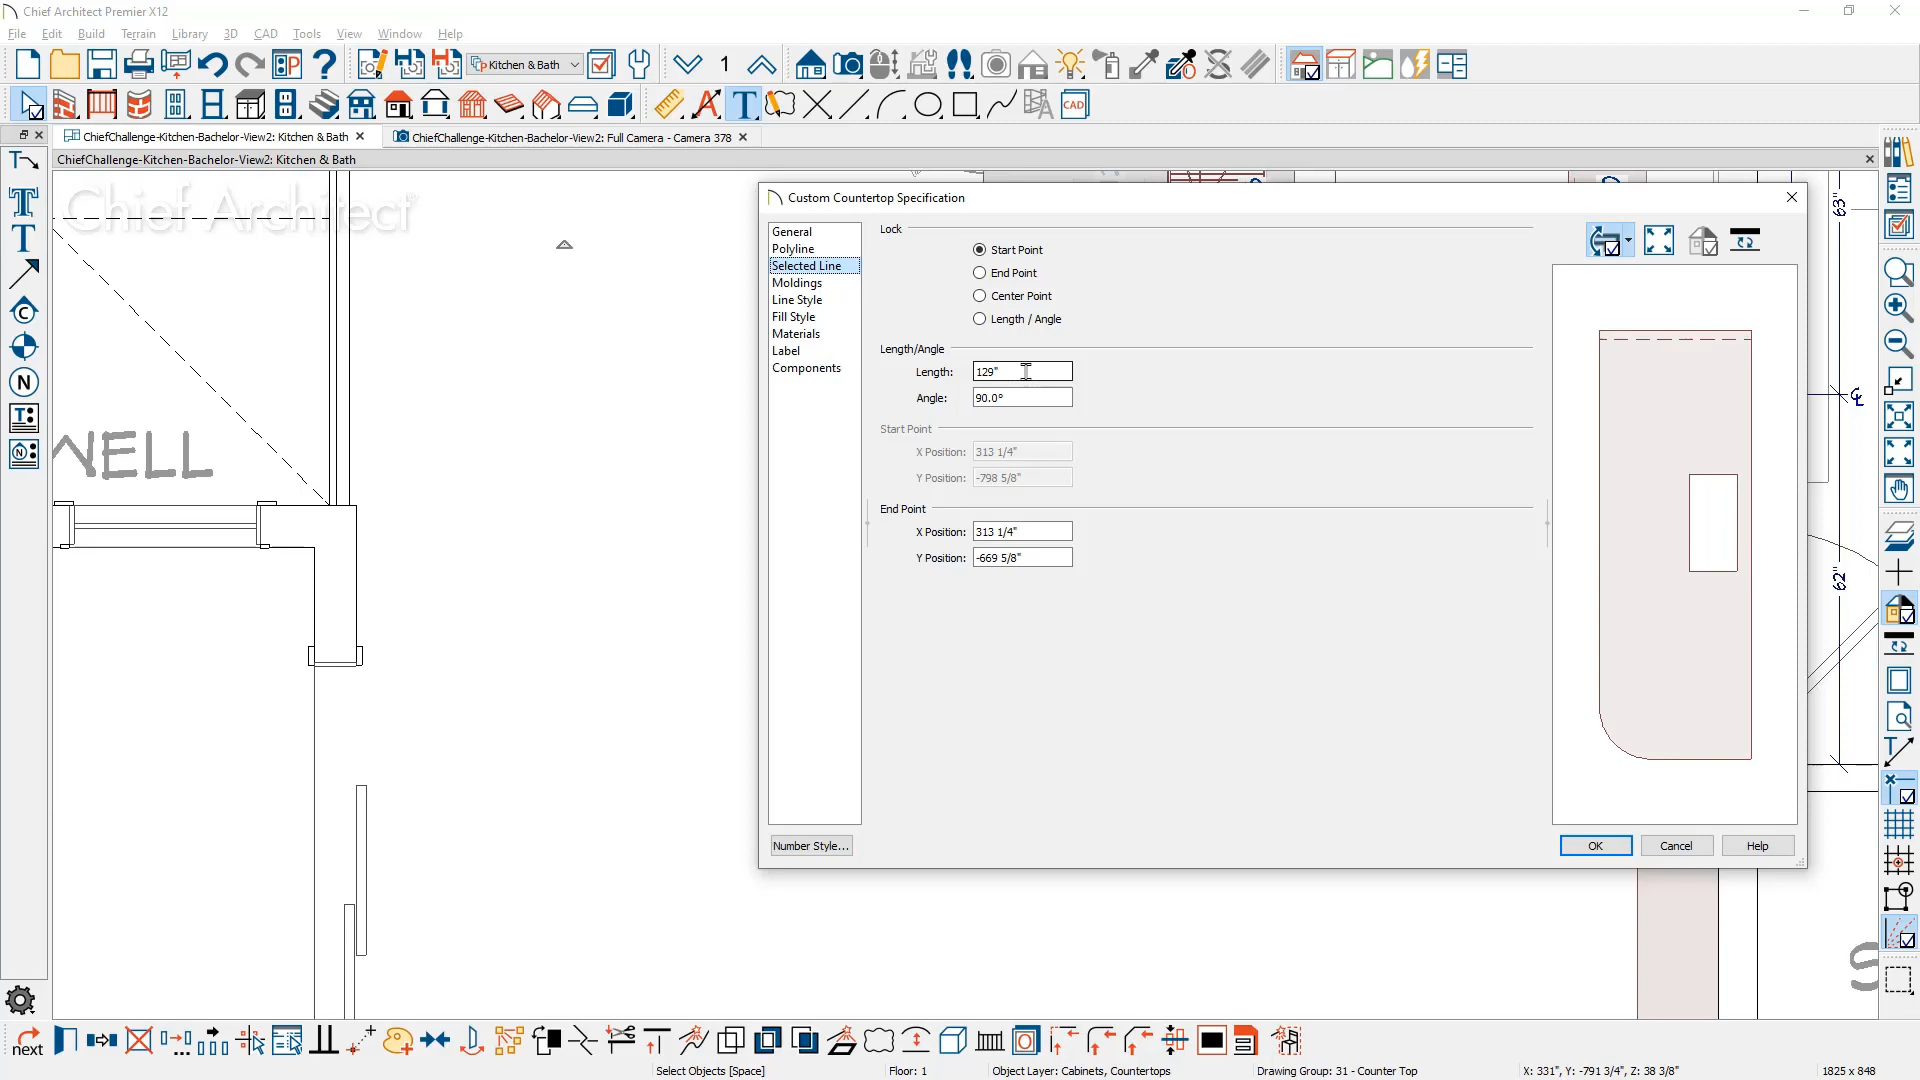 Chief Architect Premier X12
File Edit Build Terrain Library 3D CAD Tools View Window Help
Kitchen & Bath
1
CAD
ChiefChallenge-Kitchen-Bachelor-View2: Kitchen & Bath
ChiefChallenge-Kitchen-Bachelor-View2: Full Camera - Camera 378
ChiefChallenge-Kitchen-Bachelor-View2: Kitchen & Bath
Chief Architect
WELL
Custom Countertop Specification
General
Polyline
Selected Line
Moldings
Line Style
Fill Style
Materials
Label
Components
Lock
Start Point
End Point
Center Point
Length / Angle
Length/Angle
Length: 129"
Angle: 90.0°
Start Point
X Position: 313 1/4"
Y Position: -798 5/8"
End Point
X Position: 313 1/4"
Y Position: -669 5/8"
Number Style...
OK Cancel Help
63"
62"
S
next
Select Objects [Space] Floor: 1 Object Layer: Cabinets, Countertops Drawing Group: 31 - Counter Top X: 331", Y: -791 3/4", Z: 38 3/8" 1825 x 848